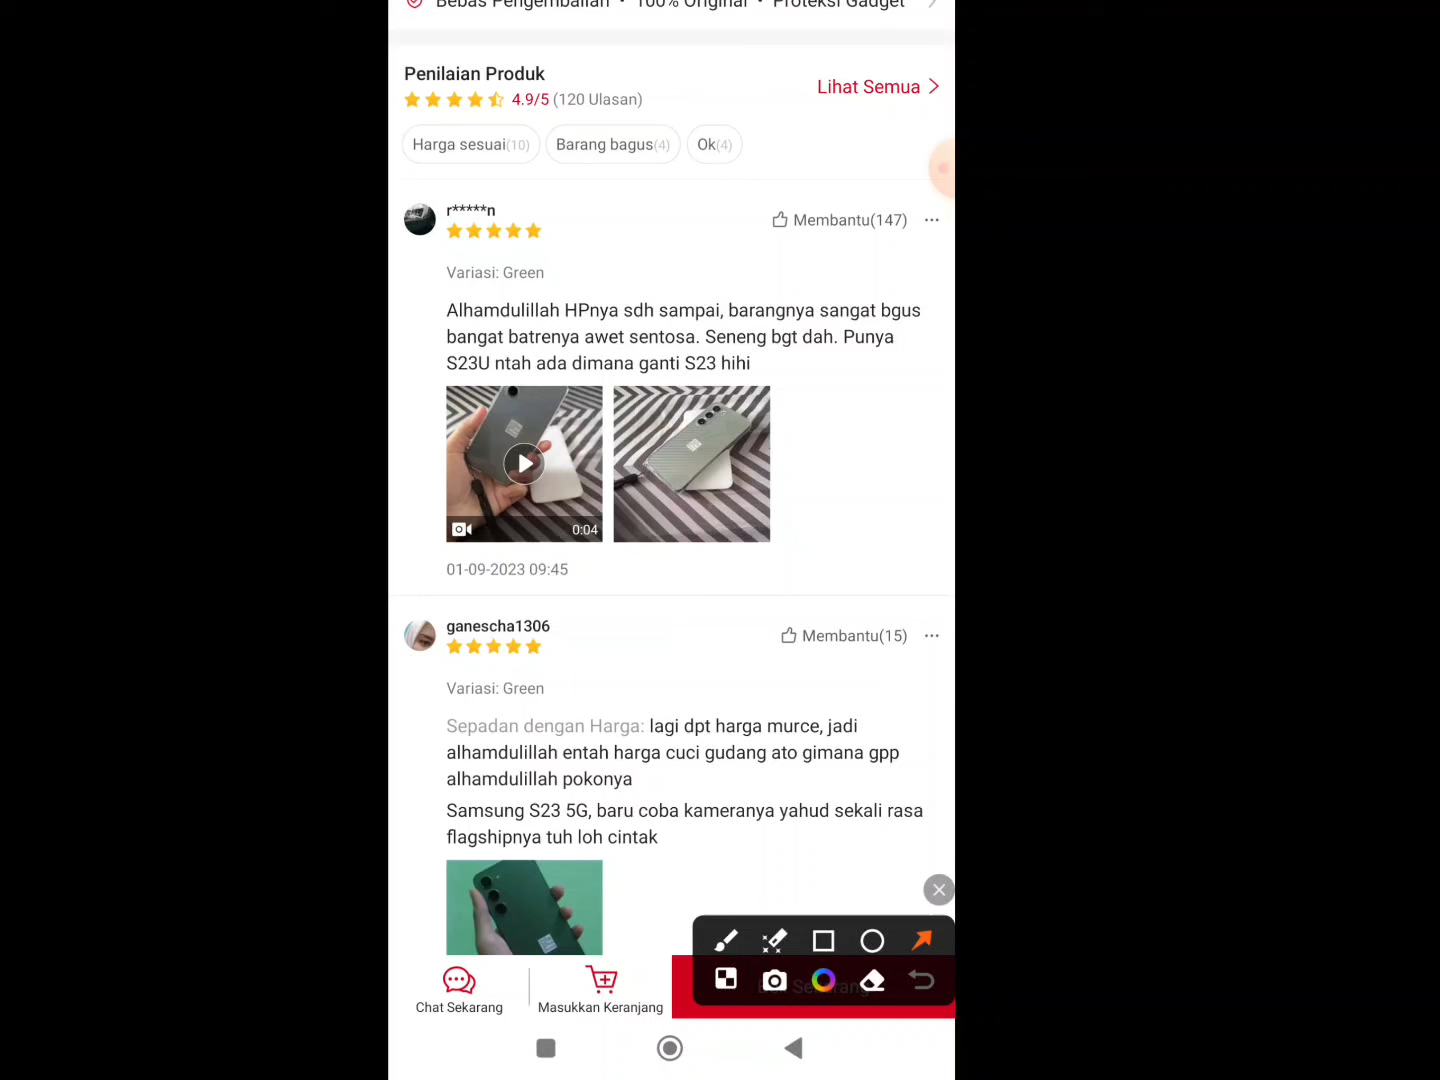 Bebas Pengembalian · 100% Original · Proteksi Gadget
Penilaian Produk
Lihat Semua
4.9/5 (120 Ulasan)
Harga sesuai(10)
Barang bagus(4)
Ok(4)
r*****n
Membantu(147)
Variasi: Green
Alhamdulillah HPnya sdh sampai, barangnya sangat bgus
bangat batrenya awet sentosa. Seneng bgt dah. Punya
S23U ntah ada dimana ganti S23 hihi
0:04
01-09-2023 09:45
ganescha1306
Membantu(15)
Variasi: Green
Sepadan dengan Harga: lagi dpt harga murce, jadi
alhamdulillah entah harga cuci gudang ato gimana gpp
alhamdulillah pokonya
Samsung S23 5G, baru coba kameranya yahud sekali rasa
flagshipnya tuh loh cintak
Chat Sekarang
Masukkan Keranjang